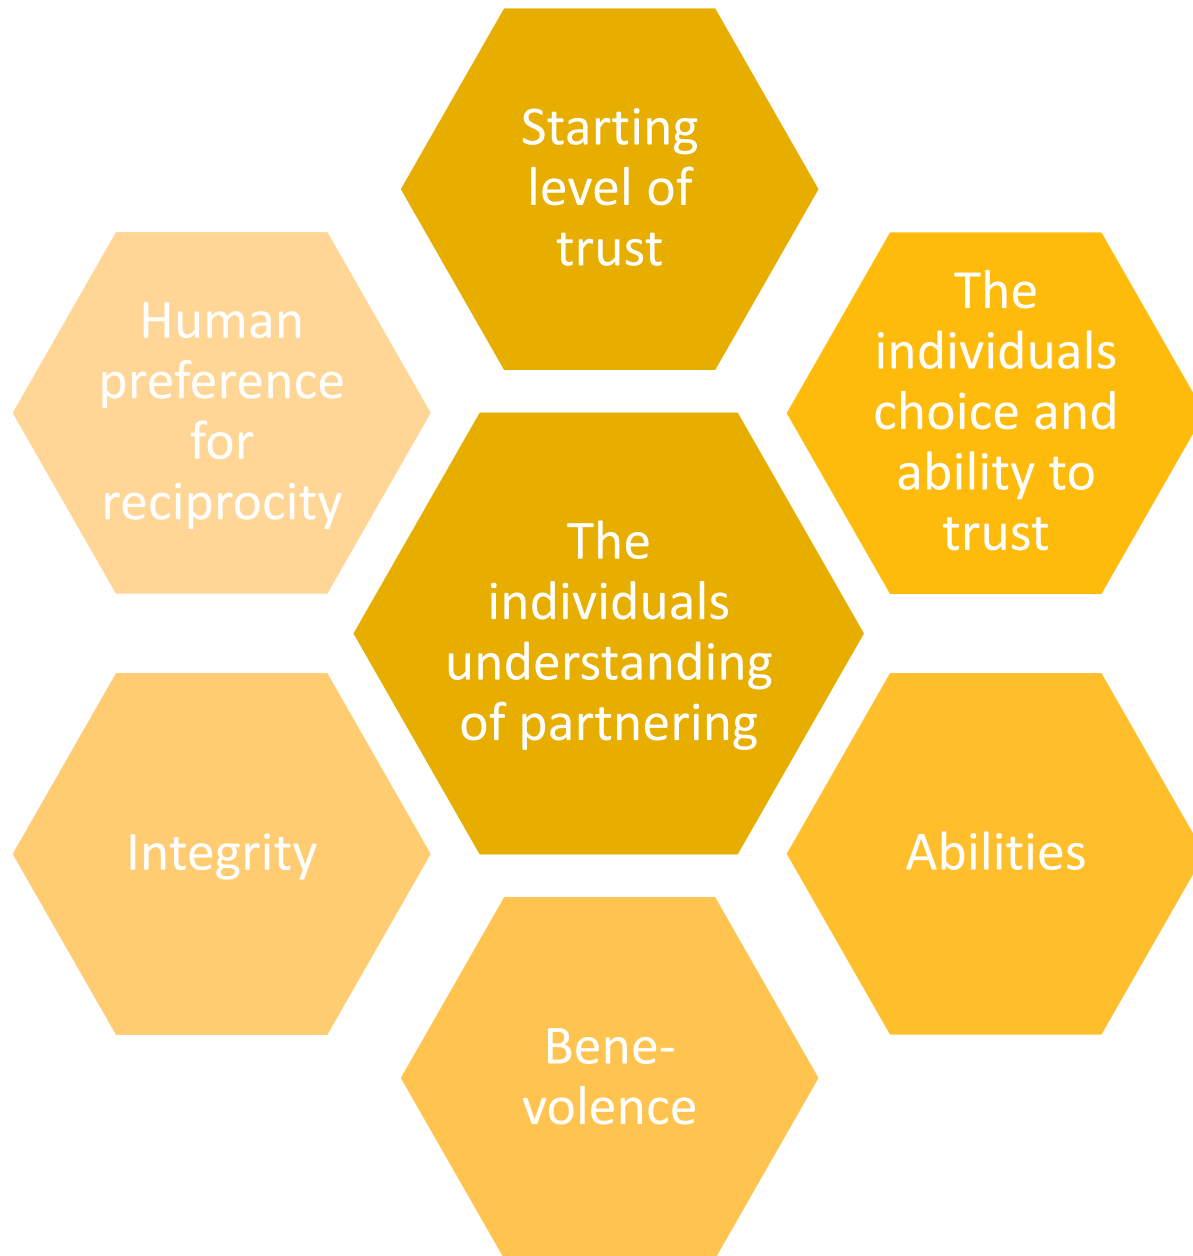 Starting
level of
trust
The
individuals
choice and
ability to
trust
Human
preference
for
reciprocity
The
individuals
understanding
of partnering
Integrity
Abilities
Bene-
volence